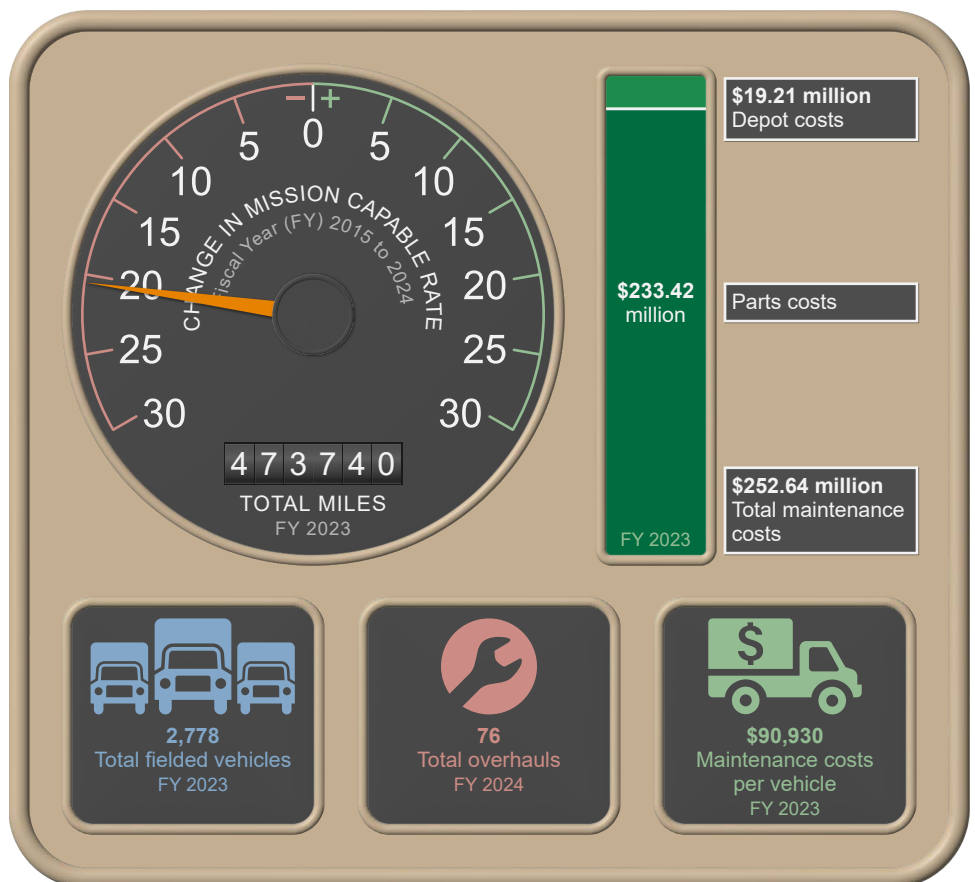 − +
0
5 5
10 10
15 15
20 20
25 25
30 30
CHANGE IN MISSION CAPABLE RATE
Fiscal Year (FY) 2015 to 2024
473740
TOTAL MILES
FY 2023
$19.21 million
Depot costs
$233.42
million
Parts costs
$252.64 million
Total maintenance
costs
FY 2023
2,778
Total fielded vehicles
FY 2023
76
Total overhauls
FY 2024
$
$90,930
Maintenance costs
per vehicle
FY 2023